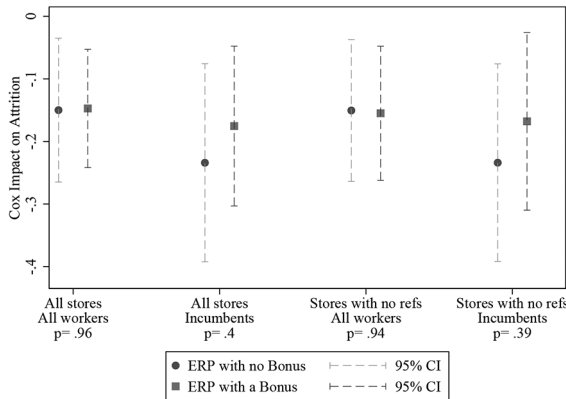 0
-.1
-.2
-.3
-.4
Cox Impact on Attrition
All stores
All workers
p= .96
All stores
Incumbents
p= .4
Stores with no refs
All workers
p= .94
Stores with no refs
Incumbents
p= .39
ERP with no Bonus 95% CI
ERP with a Bonus 95% CI